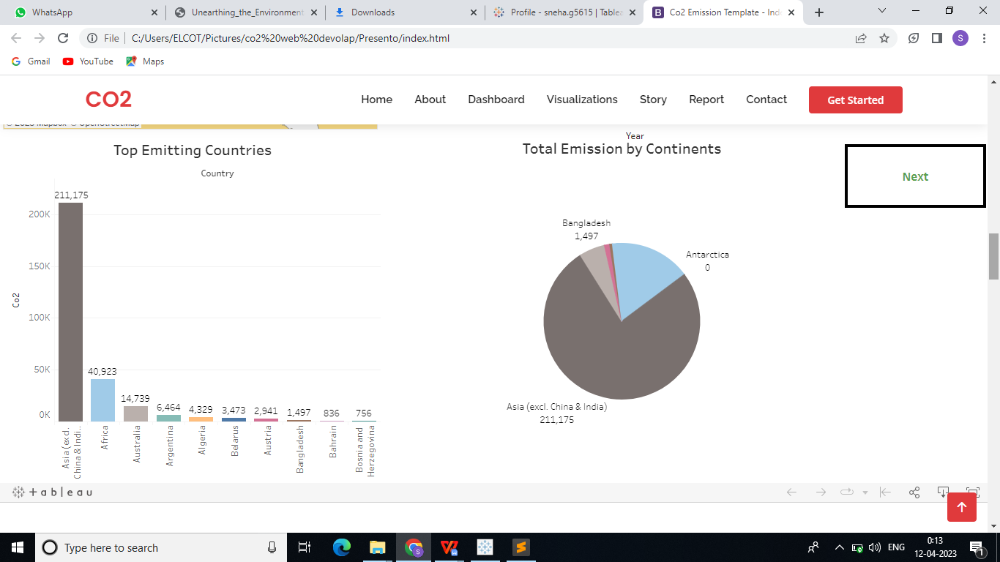 WhatsApp
Unearthing_the_Environment
Downloads
Profile - sneha.g5615 | Tablea
Co2 Emission Template - Ind
File
C:/Users/ELCOT/Pictures/co2%20web%20devolap/Presento/index.html
S
Gmail
YouTube
Maps
CO2
Home
About
Dashboard
Visualizations
Story
Report
Contact
Get Started
© 2023 Mapbox © OpenStreetMap
Top Emitting Countries
Country
Co2
200K
150K
100K
50K
0K
211,175
40,923
14,739
6,464
4,329
3,473
2,941
1,497
836
756
Asia (excl.
China & Indi..
Africa
Australia
Argentina
Algeria
Belarus
Austria
Bangladesh
Bahrain
Bosnia and
Herzegovina
Year
Total Emission by Continents
Bangladesh
1,497
Antarctica
0
Asia (excl. China & India)
211,175
Next
+ a b | e a u
Type here to search
S
ENG
0:13
12-04-2023
1